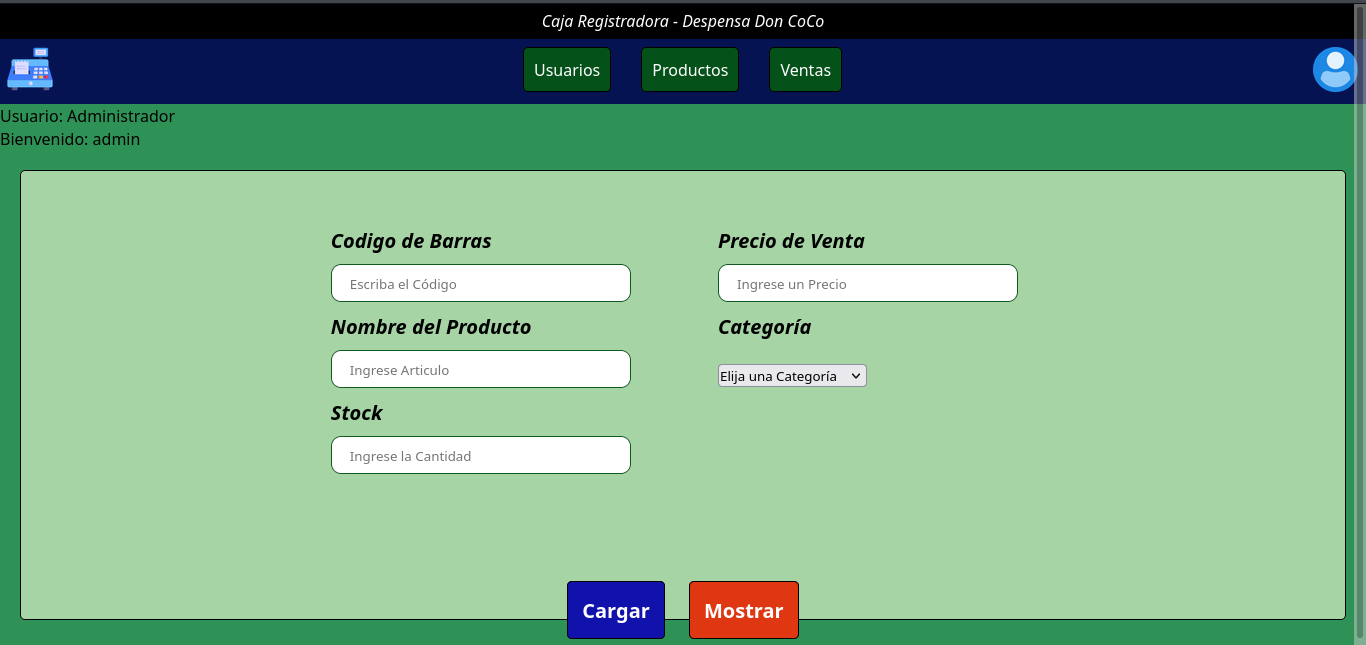 Caja Registradora - Despensa Don CoCo
Usuarios
Productos
Ventas
Usuario: Administrador
Bienvenido: admin
Codigo de Barras
Escriba el Código
Nombre del Producto
Ingrese Articulo
Stock
Ingrese la Cantidad
Precio de Venta
Ingrese un Precio
Categoría
Elija una Categoría
Cargar
Mostrar